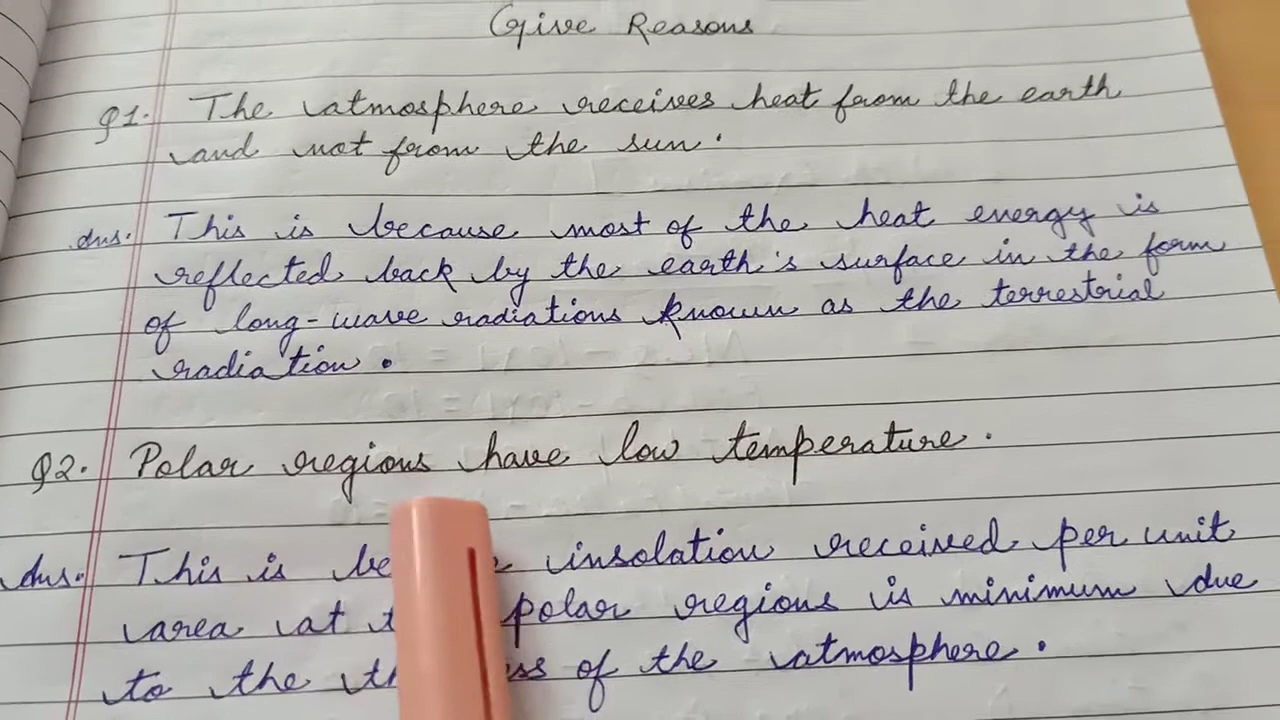 Give Reasons
Q1. The atmosphere receives heat from the earth
and not from the sun.
Ans. This is because most of the heat energy is
reflected back by the earth's surface in the form
of long-wave radiations known as the terrestrial
radiation.
Q2. Polar regions have low temperature.
Ans. This is insolation received per unit
area at polar regions is minimum due
to the of the atmosphere.